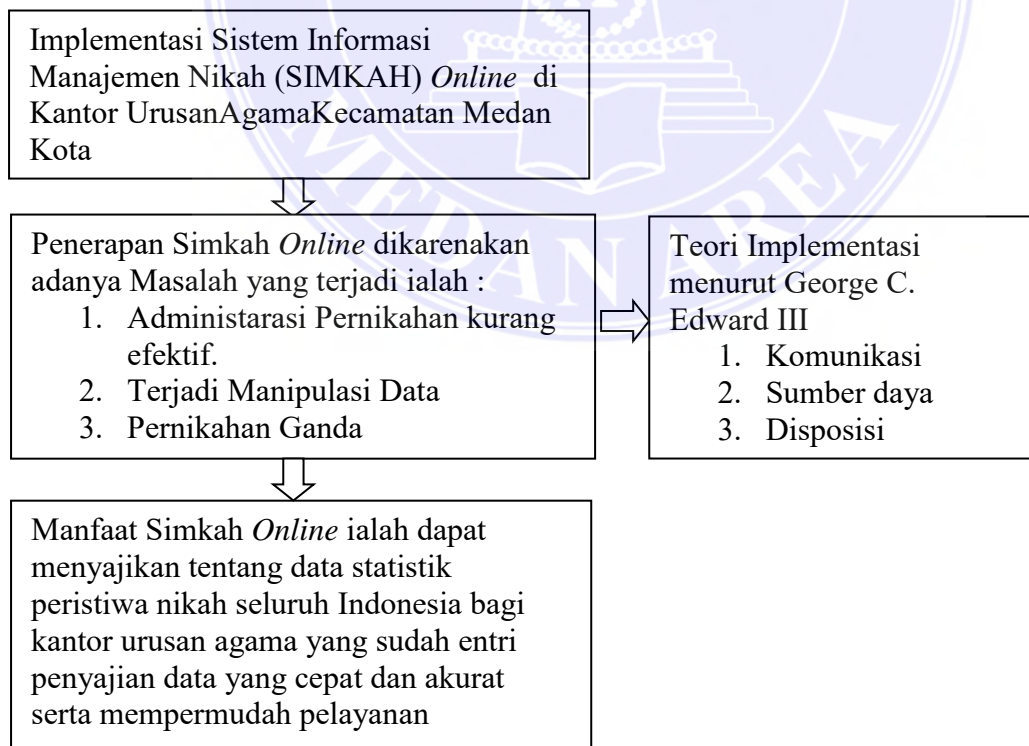 Implementasi Sistem Informasi
Manajemen Nikah (SIMKAH) Online di
Kantor UrusanAgamaKecamatan Medan
Kota
Penerapan Simkah Online dikarenakan
adanya Masalah yang terjadi ialah :
1. Administarasi Pernikahan kurang
efektif.
2. Terjadi Manipulasi Data
3. Pernikahan Ganda
Teori Implementasi
menurut George C.
Edward III
1. Komunikasi
2. Sumber daya
3. Disposisi
Manfaat Simkah Online ialah dapat
menyajikan tentang data statistik
peristiwa nikah seluruh Indonesia bagi
kantor urusan agama yang sudah entri
penyajian data yang cepat dan akurat
serta mempermudah pelayanan
MEDAN AREA